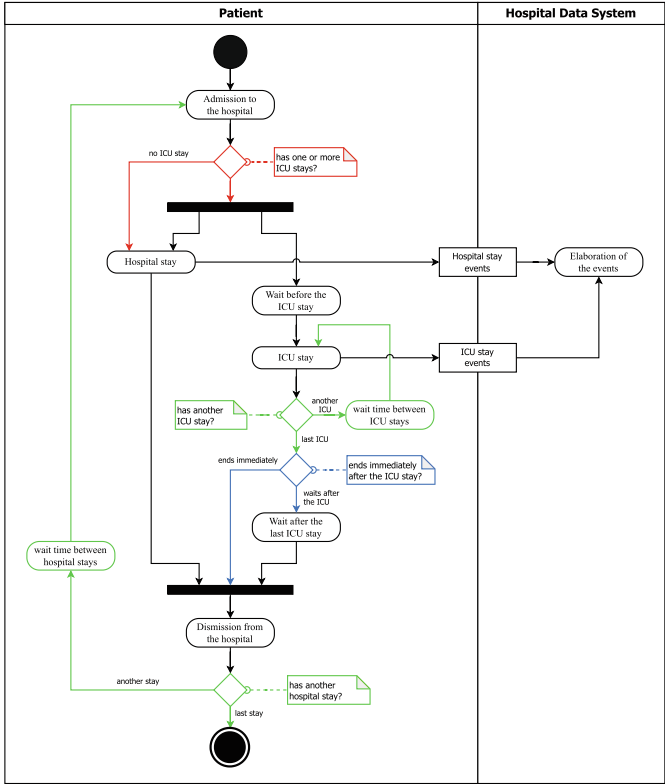 Patient
Hospital Data System
Admission to
the hospital
no ICU stay
has one or more
ICU stays?
Hospital stay
Hospital stay
events
Elaboration of
the events
Wait before the
ICU stay
ICU stay
ICU stay
events
has another
ICU stay?
another
ICU
wait time between
ICU stays
last ICU
ends immediately
ends immediately
after the ICU stay?
waits after
the ICU
Wait after the
last ICU stay
wait time between
hospital stays
Dismission from
the hospital
another stay
has another
hospital stay?
last stay